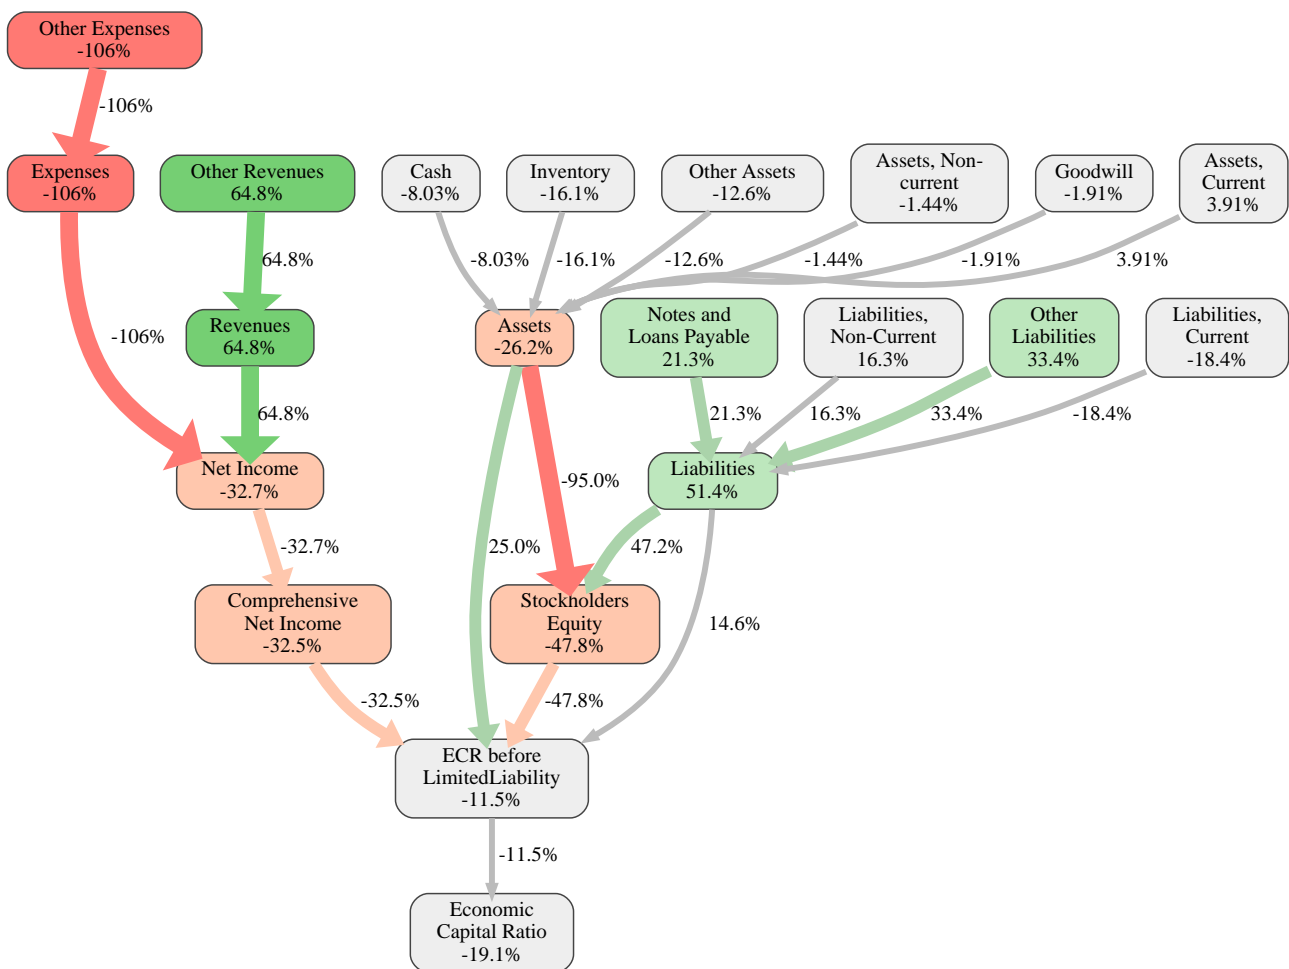 Other Expenses
-106%
-106%
Expenses
-106%
Other Revenues
64.8%
Cash
-8.03%
Inventory
-16.1%
Other Assets
-12.6%
Assets, Non-
current
-1.44%
Goodwill
-1.91%
Assets,
Current
3.91%
64.8%
-8.03%
-16.1%
-12.6%
-1.44%
-1.91%
3.91%
-106%
Revenues
64.8%
Assets
-26.2%
Notes and
Loans Payable
21.3%
Liabilities,
Non-Current
16.3%
Other
Liabilities
33.4%
Liabilities,
Current
-18.4%
64.8%
21.3%
16.3%
33.4%
-18.4%
Net Income
-32.7%
-95.0%
Liabilities
51.4%
-32.7%
25.0%
47.2%
Comprehensive
Net Income
-32.5%
Stockholders
Equity
-47.8%
14.6%
-32.5%
-47.8%
ECR before
LimitedLiability
-11.5%
-11.5%
Economic
Capital Ratio
-19.1%